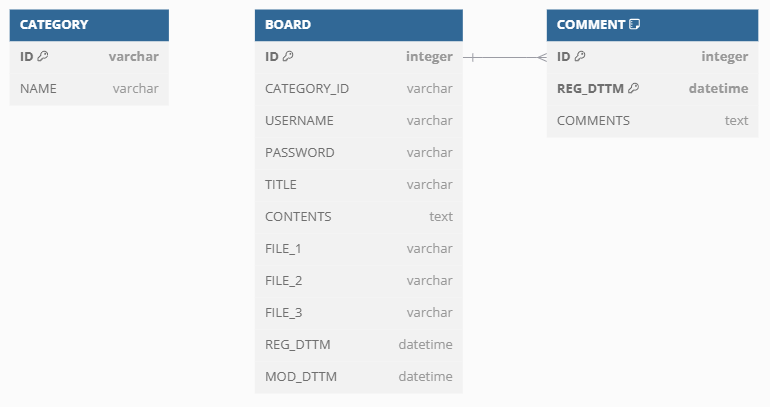 CATEGORY
ID varchar
NAME varchar
BOARD
ID integer
CATEGORY_ID varchar
USERNAME varchar
PASSWORD varchar
TITLE varchar
CONTENTS text
FILE_1 varchar
FILE_2 varchar
FILE_3 varchar
REG_DTTM datetime
MOD_DTTM datetime
COMMENT
ID integer
REG_DTTM datetime
COMMENTS text